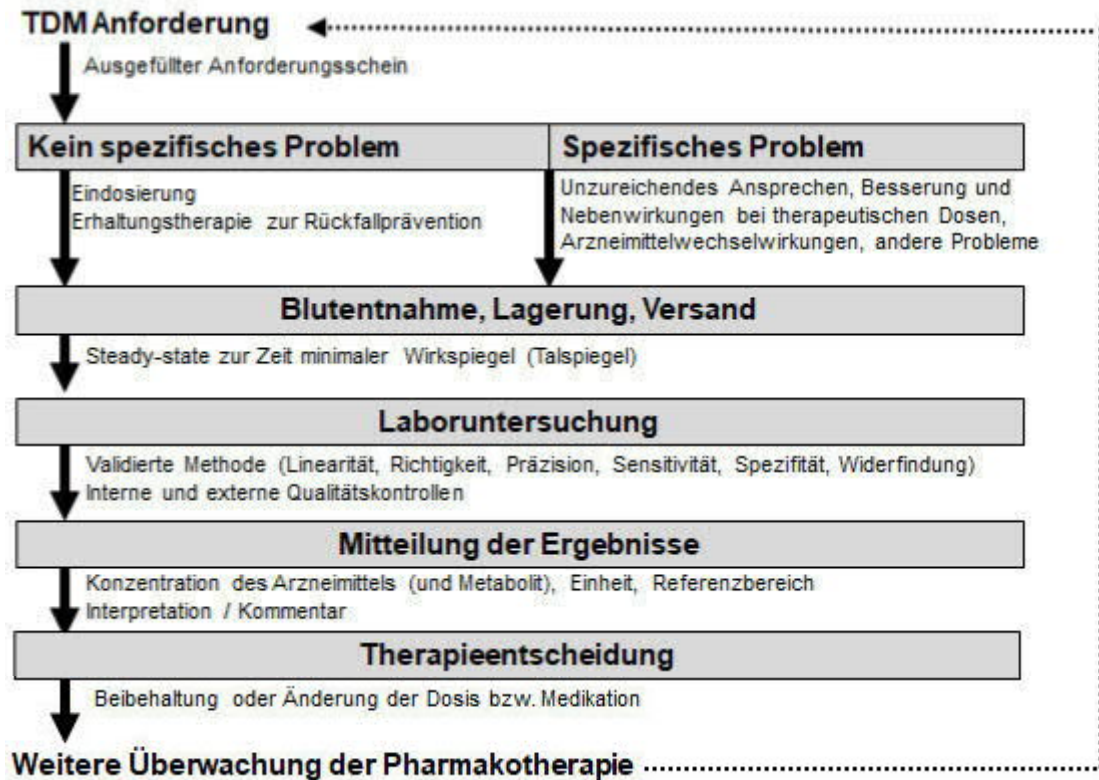 TDM Anforderung
Ausgefüllter Anforderungsschein
Kein spezifisches Problem
Spezifisches Problem
Eindosierung
Erhaltungstherapie zur Rückfallprävention
Unzureichendes Ansprechen, Besserung und
Nebenwirkungen bei therapeutischen Dosen,
Arzneimittelwechselwirkungen, andere Probleme
Blutentnahme, Lagerung, Versand
Steady-state zur Zeit minimaler Wirkspiegel (Talspiegel)
Laboruntersuchung
Validierte Methode (Linearität, Richtigkeit, Präzision, Sensitivität, Spezifität, Widerfindung)
Interne und externe Qualitätskontrollen
Mitteilung der Ergebnisse
Konzentration des Arzneimittels (und Metabolit), Einheit, Referenzbereich
Interpretation / Kommentar
Therapieentscheidung
Beibehaltung oder Änderung der Dosis bzw. Medikation
Weitere Überwachung der Pharmakotherapie